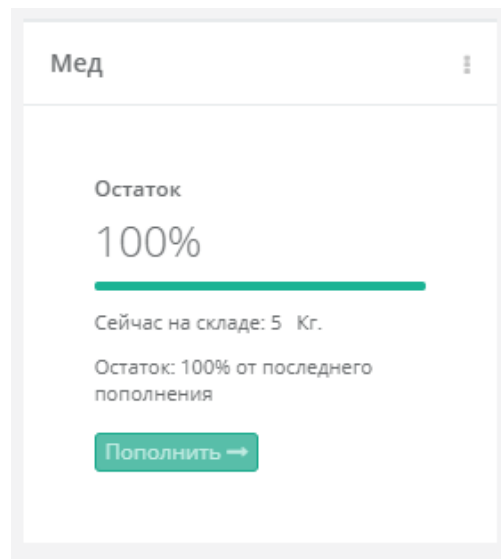 Мед
Остаток
100%
Сейчас на складе: 5 Кг.
Остаток: 100% от последнего
пополнения
Пополнить